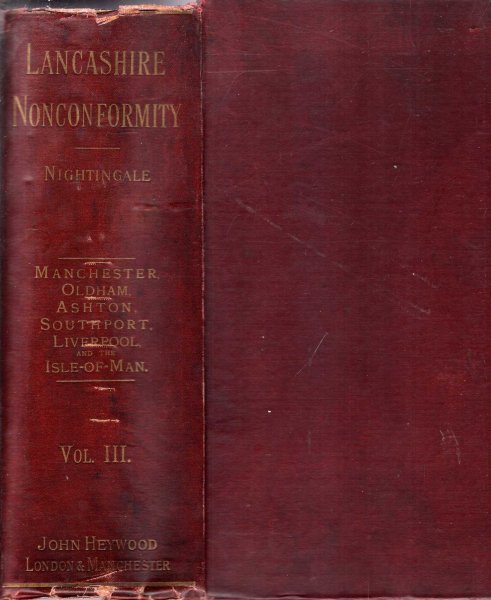 LANCASHIRE
NONCONFORMITY
NIGHTINGALE
MANCHESTER,
OLDHAM,
ASHTON,
SOUTHPORT,
LIVERPOOL,
AND THE
ISLE-OF-MAN.
VOL. III.
JOHN HEYWOOD
LONDON & MANCHESTER